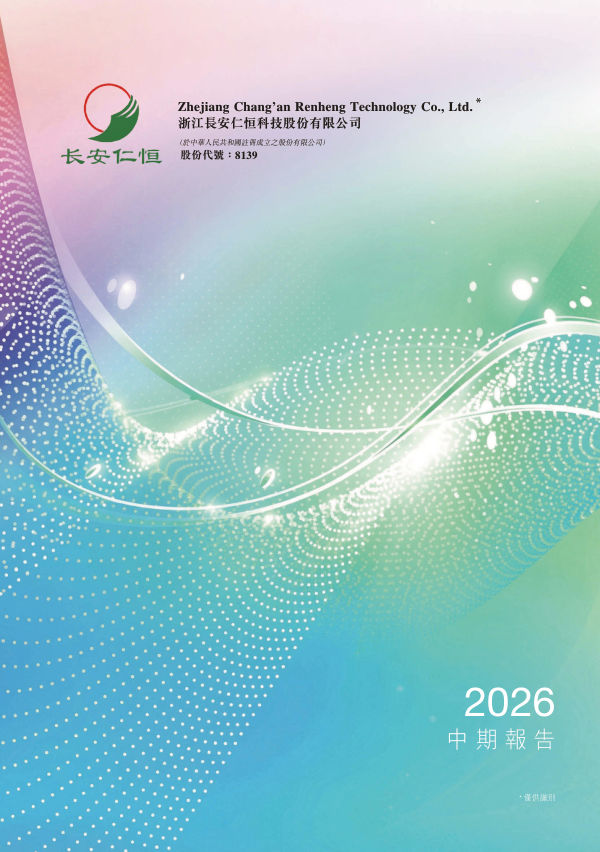 Zhejiang Chang'an Renheng Technology Co., Ltd.*
浙江長安仁恒科技股份有限公司
(於中華人民共和國註冊成立之股份有限公司)
股份代號：8139
长安仁恒
2026
中期報告
* 僅供識別